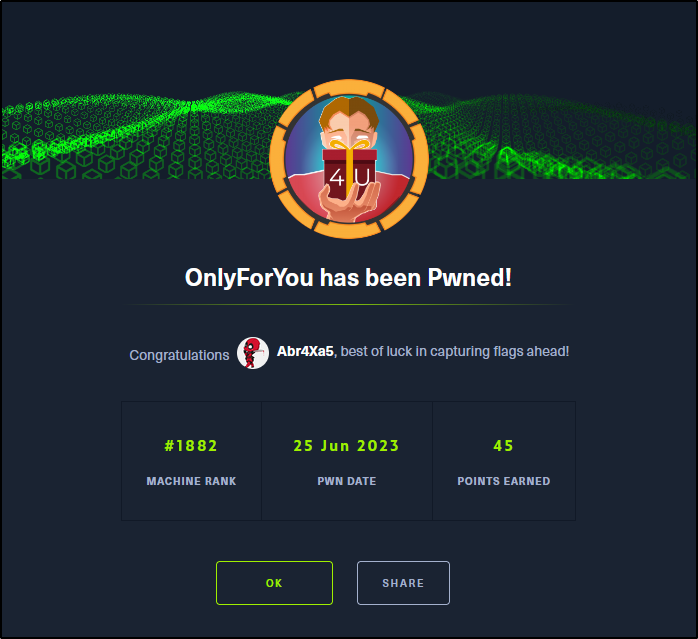 4 U
OnlyForYou has been Pwned!
Congratulations Abr4Xa5, best of luck in capturing flags ahead!
#1882 25 Jun 2023 45
MACHINE RANK PWN DATE POINTS EARNED
OK SHARE